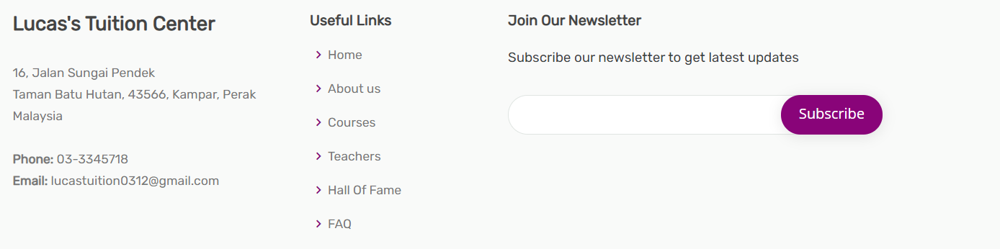 Lucas's Tuition Center
16, Jalan Sungai Pendek
Taman Batu Hutan, 43566, Kampar, Perak
Malaysia
Phone: 03-3345718
Email: lucastuition0312@gmail.com
Useful Links
Home
About us
Courses
Teachers
Hall Of Fame
FAQ
Join Our Newsletter
Subscribe our newsletter to get latest updates
Subscribe